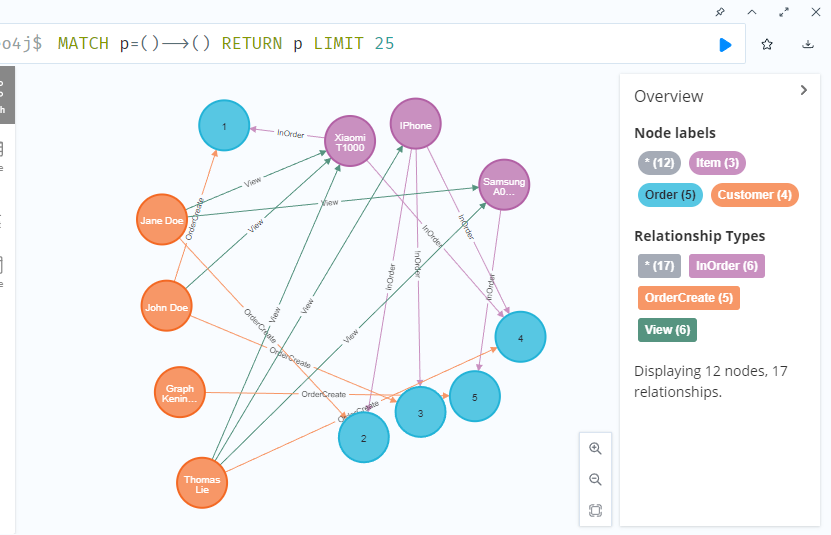 o4j$ MATCH p=()⟶() RETURN p LIMIT 25
Overview
Node labels
* (12) Item (3)
Order (5) Customer (4)
Relationship Types
* (17) InOrder (6)
OrderCreate (5)
View (6)
Displaying 12 nodes, 17
relationships.
1
Xiaomi
T1000
IPhone
Samsung
A0...
Jane Doe
John Doe
Graph
Kenin...
Thomas
Lie
2
3
5
4
InOrder
View
View
View
View
View
View
OrderCreate
OrderCreate
OrderCreate
OrderCreate
OrderCreate
InOrder
InOrder
InOrder
InOrder
InOrder